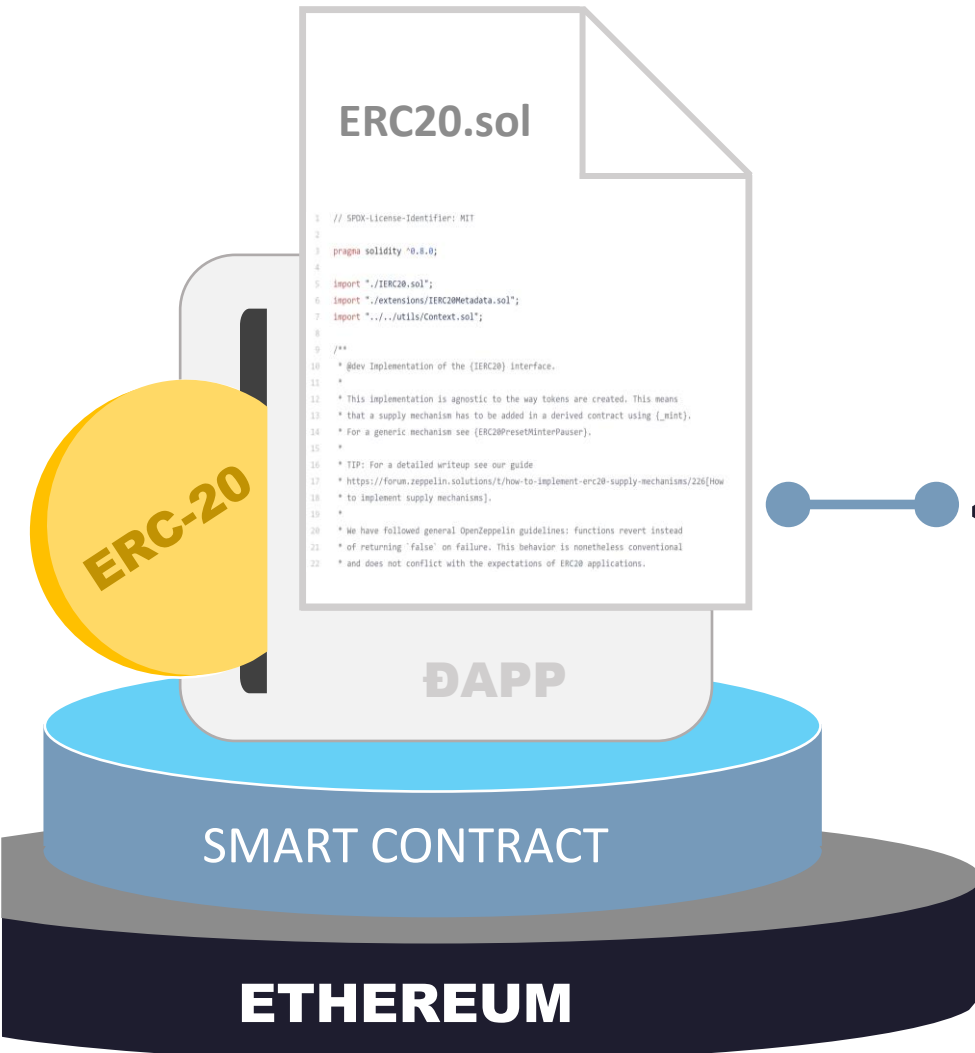 ERC20.sol
1 // SPDX-License-Identifier: MIT
2
3 pragma solidity ^0.8.0;
4
5 import "./IERC20.sol";
6 import "./extensions/IERC20Metadata.sol";
7 import "../../utils/Context.sol";
8
9 /**
10 * @dev Implementation of the {IERC20} interface.
11 *
12 * This implementation is agnostic to the way tokens are created. This means
13 * that a supply mechanism has to be added in a derived contract using {_mint}.
14 * For a generic mechanism see {ERC20PresetMinterPauser}.
15 *
16 * TIP: For a detailed writeup see our guide
17 * https://forum.zeppelin.solutions/t/how-to-implement-erc20-supply-mechanisms/226[How
18 * to implement supply mechanisms].
19 *
20 * We have followed general OpenZeppelin guidelines: functions revert instead
21 * of returning `false` on failure. This behavior is nonetheless conventional
22 * and does not conflict with the expectations of ERC20 applications.
ERC-20
ĐAPP
SMART CONTRACT
ETHEREUM